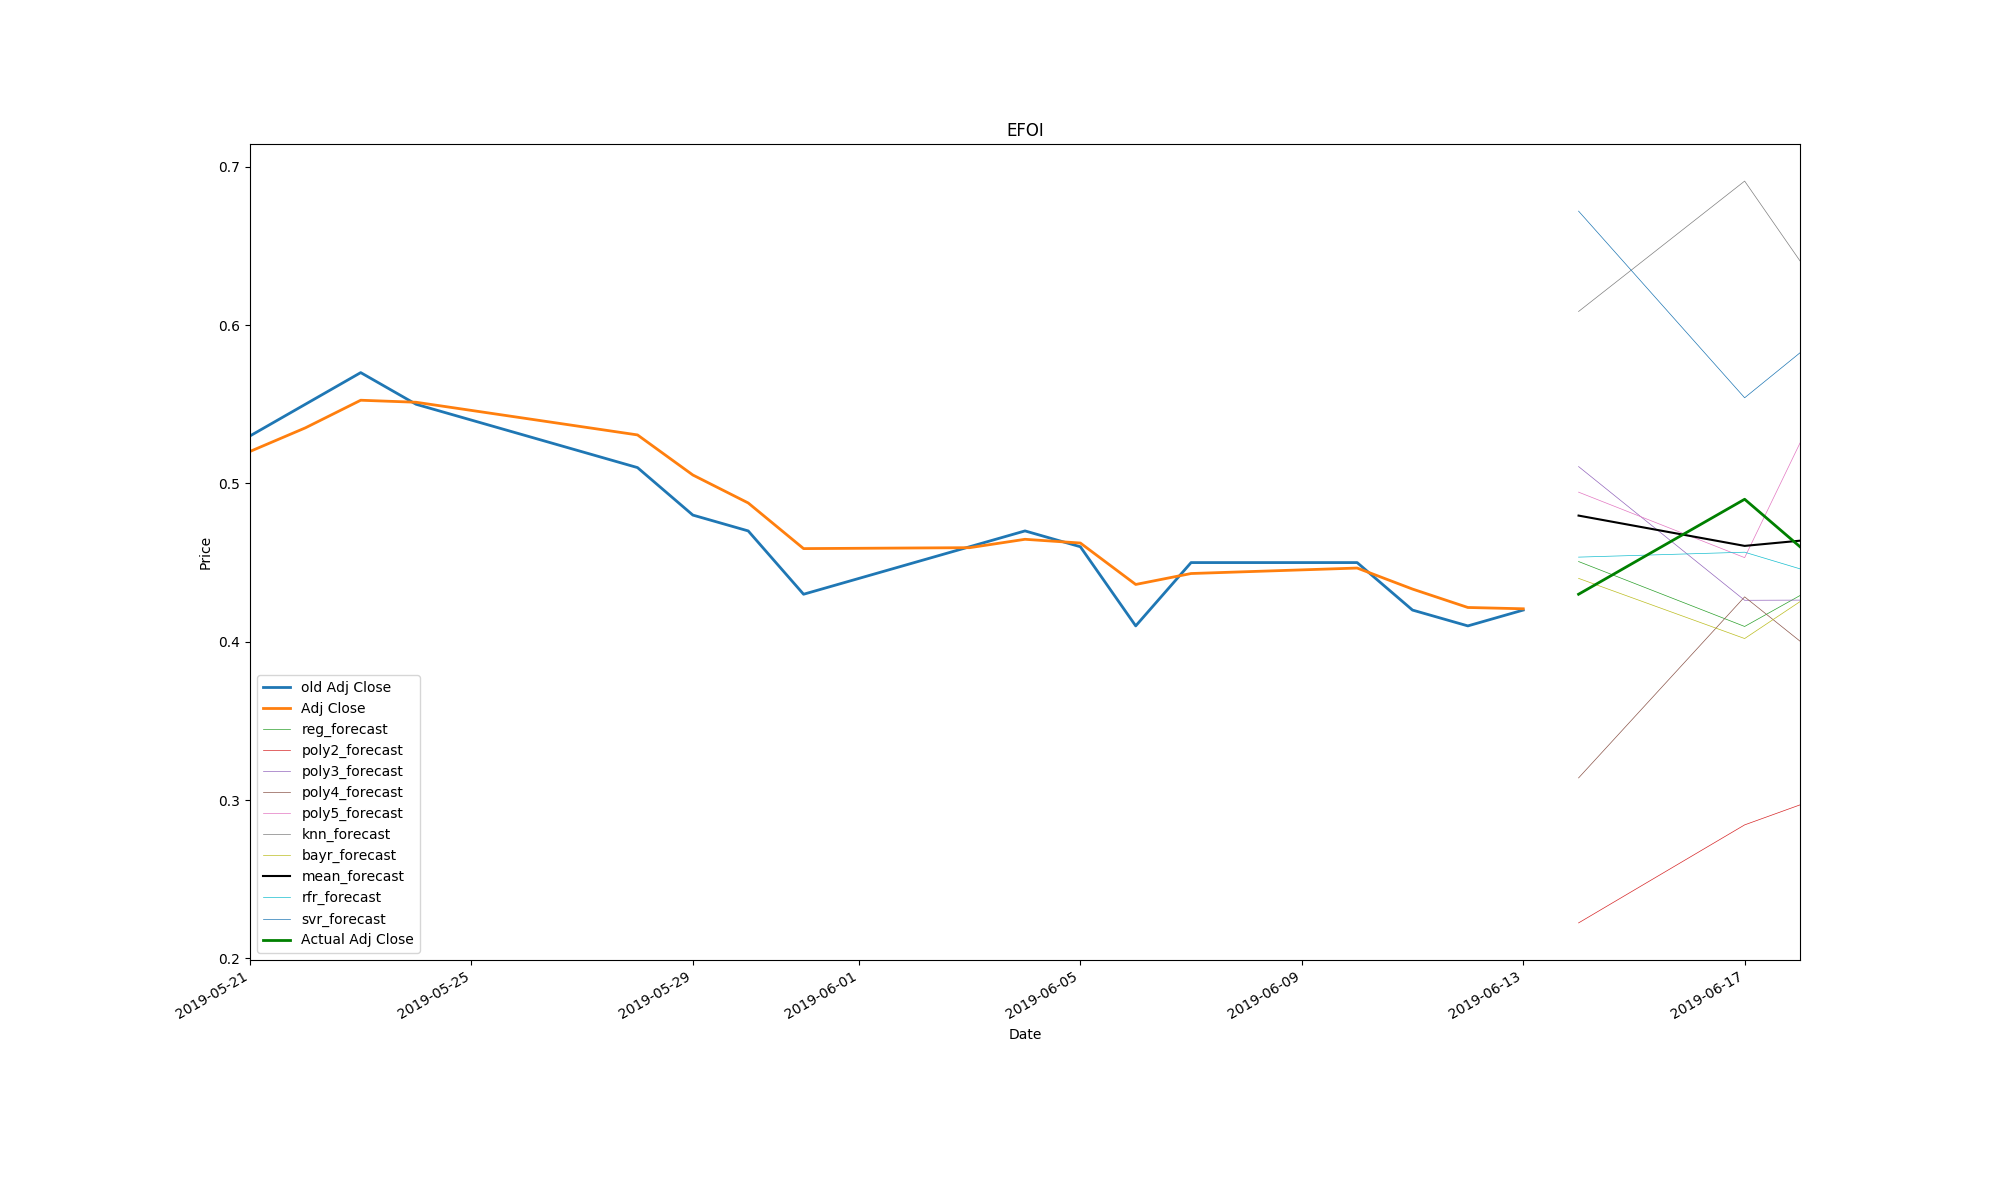 EFOI
0.7
0.6
0.5
0.4
0.3
0.2
Price
old Adj Close
Adj Close
reg_forecast
poly2_forecast
poly3_forecast
poly4_forecast
poly5_forecast
knn_forecast
bayr_forecast
mean_forecast
rfr_forecast
svr_forecast
Actual Adj Close
2019-05-21
2019-05-25
2019-05-29
2019-06-01
2019-06-05
2019-06-09
2019-06-13
2019-06-17
Date